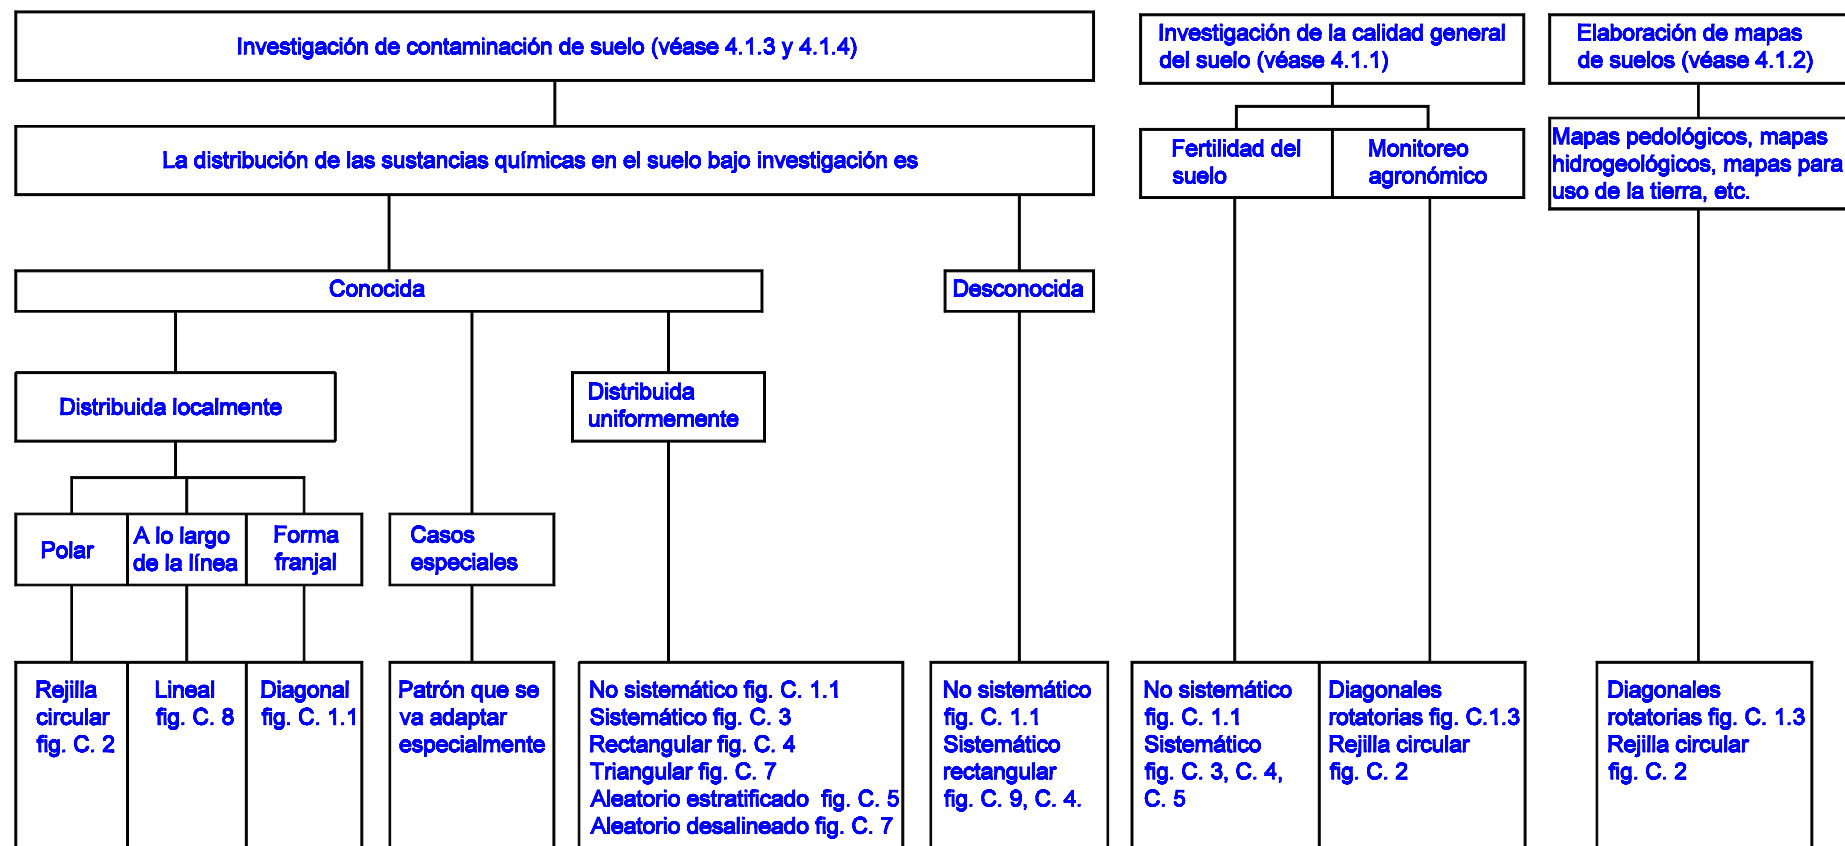 Investigación de contaminación de suelo (véase 4.1.3 y 4.1.4)
Investigación de la calidad general
del suelo (véase 4.1.1)
Elaboración de mapas
de suelos (véase 4.1.2)
La distribución de las sustancias químicas en el suelo bajo investigación es
Fertilidad del
suelo
Monitoreo
agronómico
Mapas pedológicos, mapas
hidrogeológicos, mapas para
uso de la tierra, etc.
Conocida
Desconocida
Distribuida localmente
Distribuida
uniformemente
Polar
A lo largo
de la línea
Forma
franjal
Casos
especiales
Rejilla
circular
fig. C. 2
Lineal
fig. C. 8
Diagonal
fig. C. 1.1
Patrón que se
va adaptar
especialmente
No sistemático fig. C. 1.1
Sistemático fig. C. 3
Rectangular fig. C. 4
Triangular fig. C. 7
Aleatorio estratificado fig. C. 5
Aleatorio desalineado fig. C. 7
No sistemático
fig. C. 1.1
Sistemático
rectangular
fig. C. 9, C. 4.
No sistemático
fig. C. 1.1
Sistemático
fig. C. 3, C. 4,
C. 5
Diagonales
rotatorias fig. C.1.3
Rejilla circular
fig. C. 2
Diagonales
rotatorias fig. C. 1.3
Rejilla circular
fig. C. 2